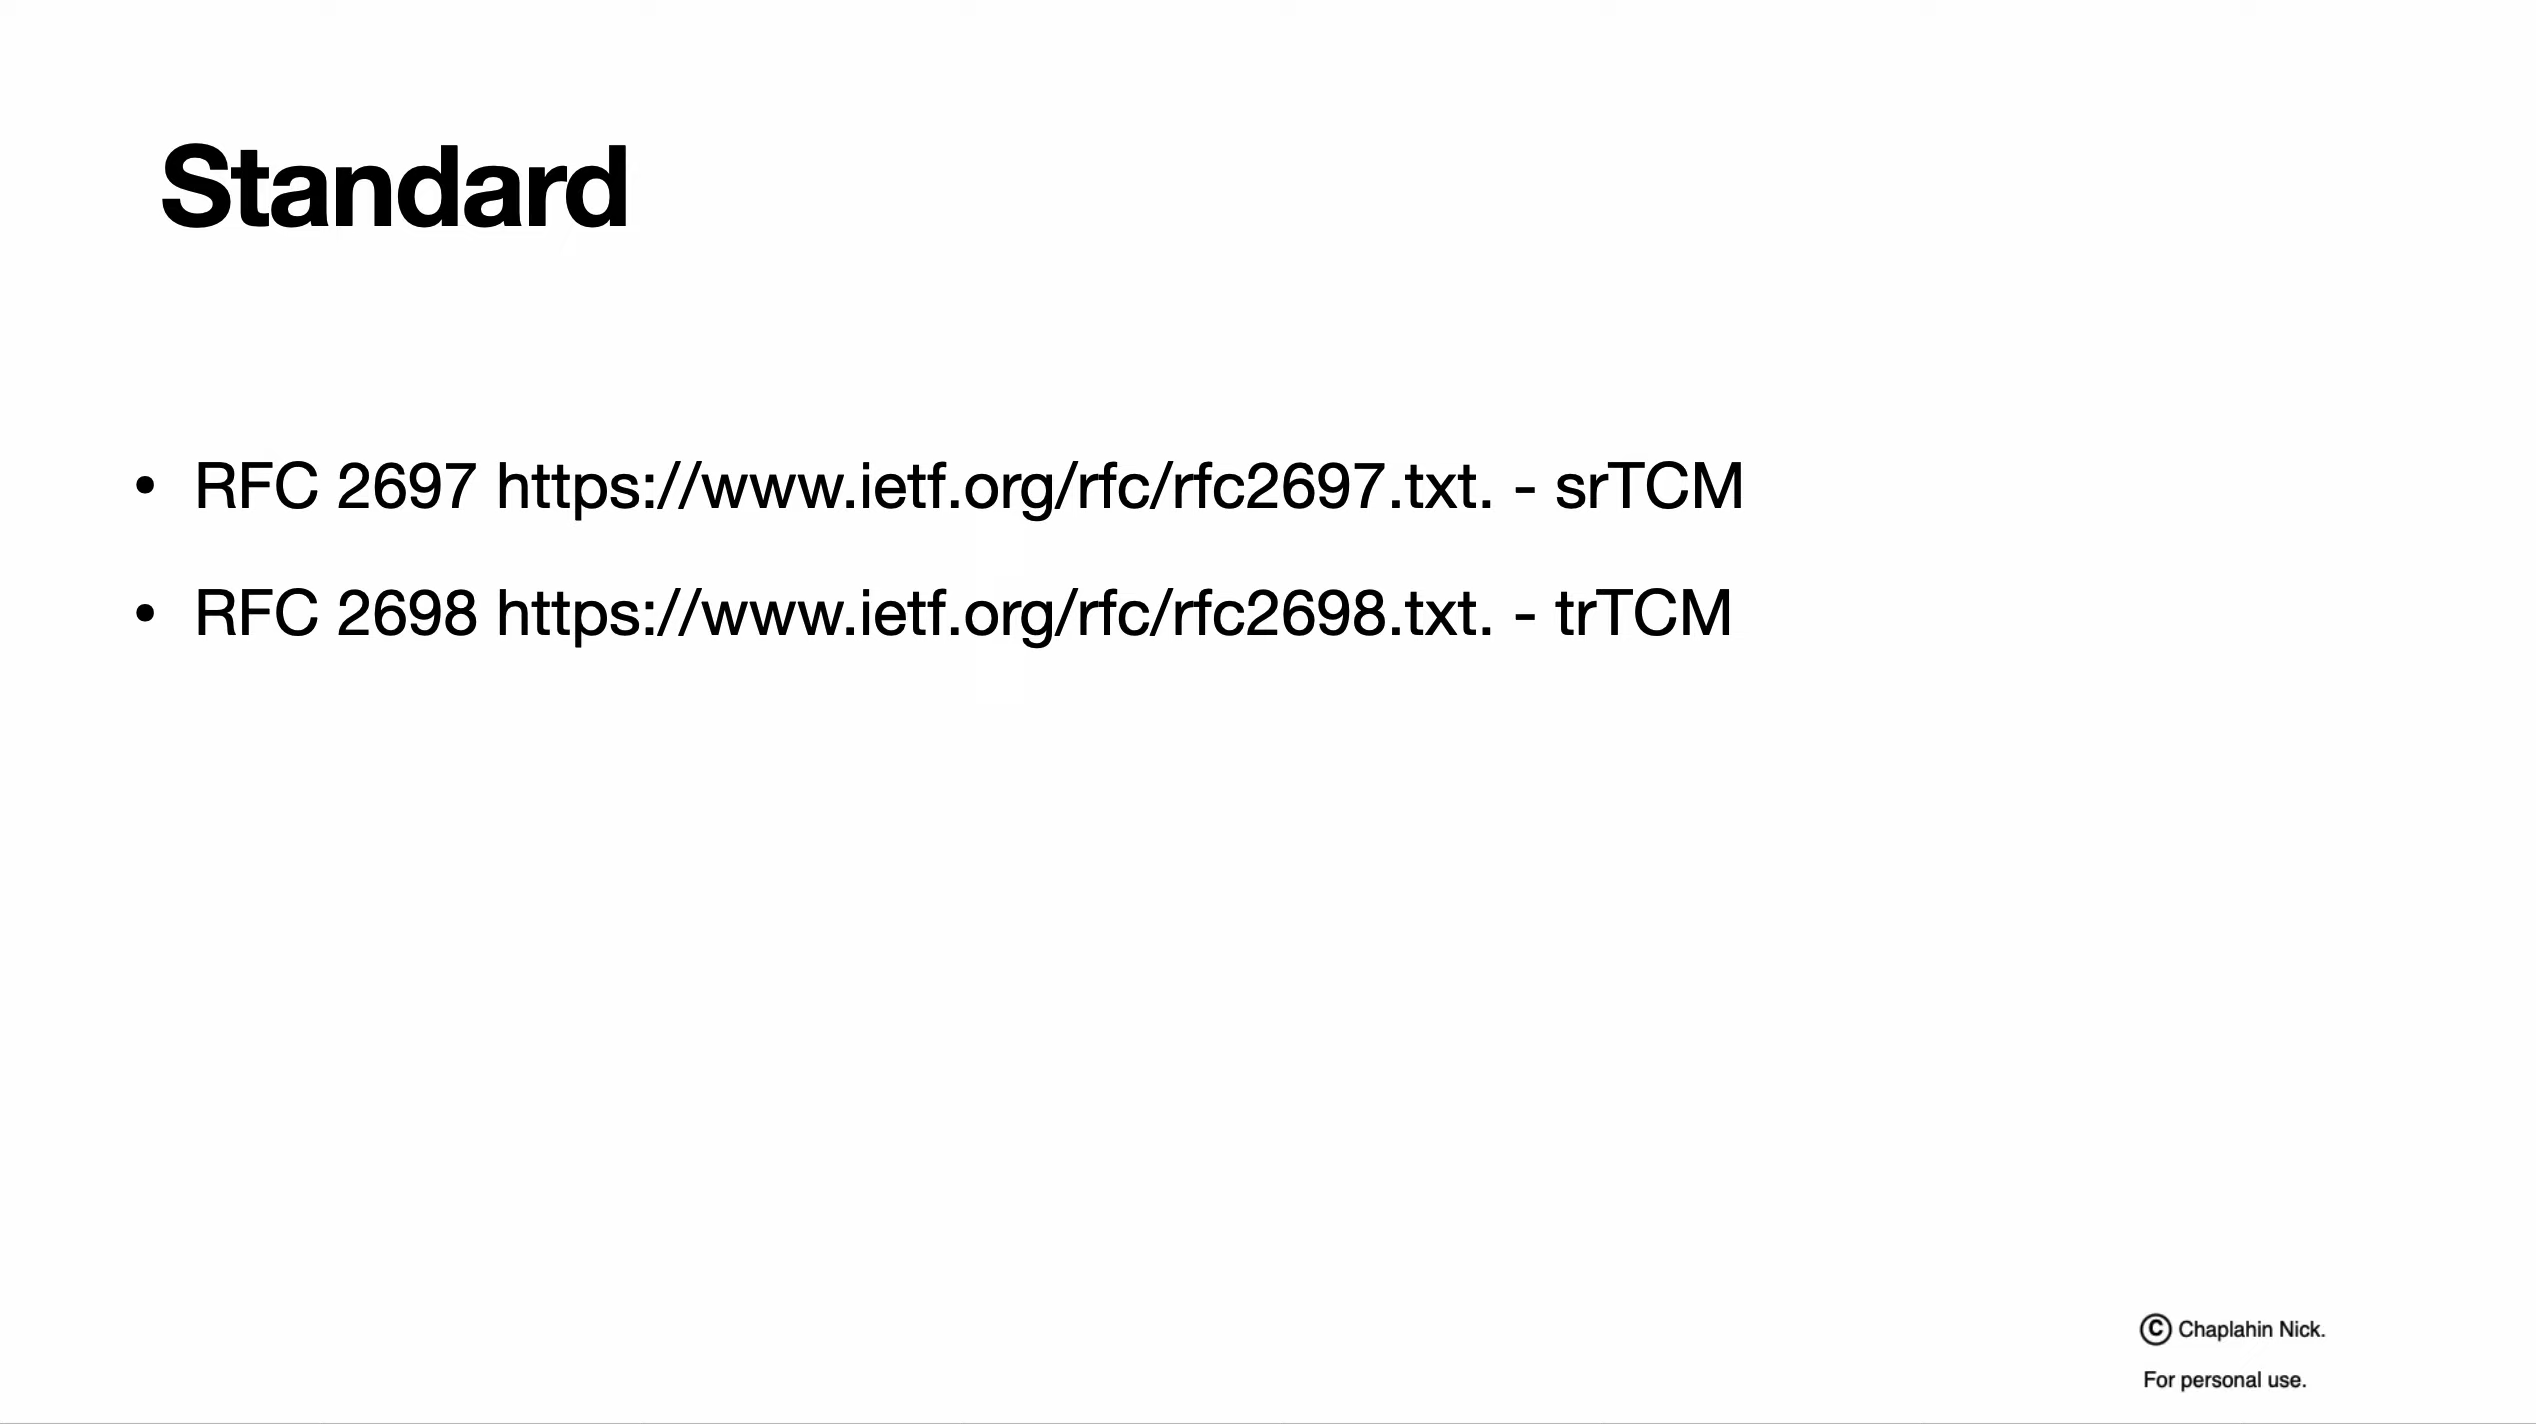 Standard
• RFC 2697 https://www.ietf.org/rfc/rfc2697.txt. - srTCM
• RFC 2698 https://www.ietf.org/rfc/rfc2698.txt. - trTCM
© Chaplahin Nick.
For personal use.